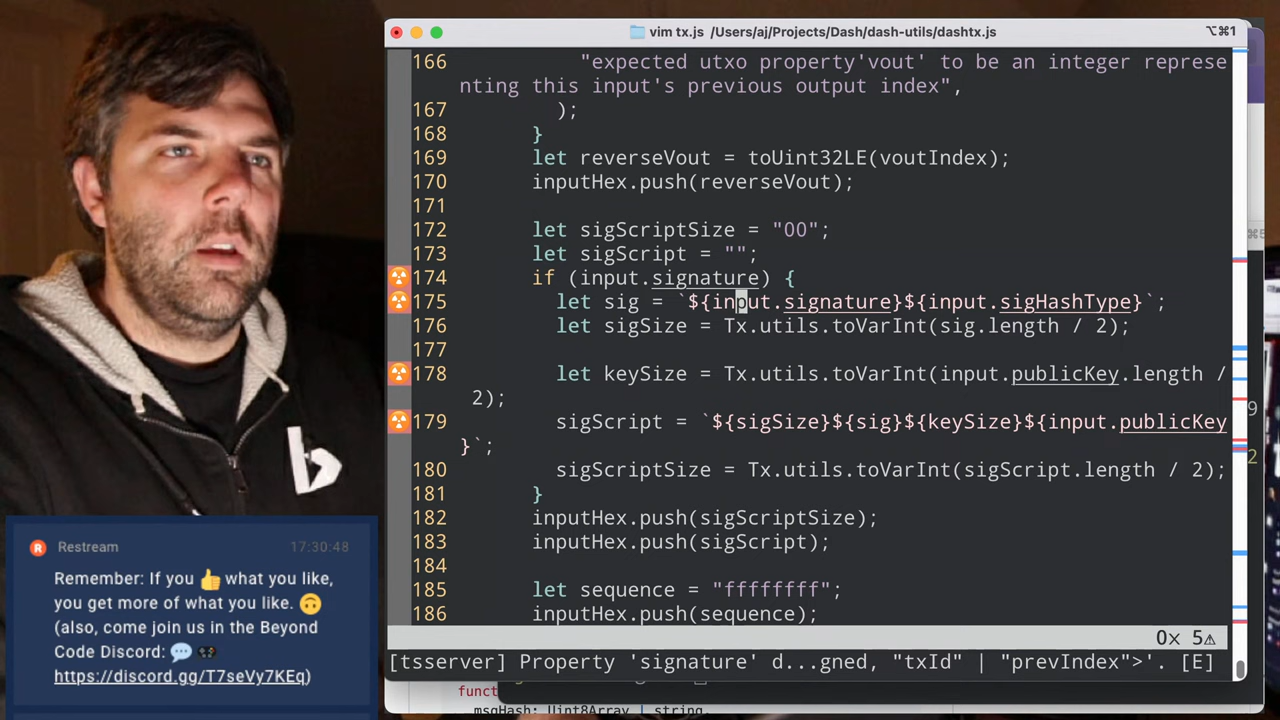 vim tx.js /Users/aj/Projects/Dash/dash-utils/dashtx.js
⌥⌘1
166 "expected utxo property'vout' to be an integer represe
nting this input's previous output index",
167 );
168 }
169 let reverseVout = toUint32LE(voutIndex);
170 inputHex.push(reverseVout);
171
172 let sigScriptSize = "00";
173 let sigScript = "";
174 if (input.signature) {
175 let sig = `${input.signature}${input.sigHashType}`;
176 let sigSize = Tx.utils.toVarInt(sig.length / 2);
177
178 let keySize = Tx.utils.toVarInt(input.publicKey.length /
2);
179 sigScript = `${sigSize}${sig}${keySize}${input.publicKey
}`;
180 sigScriptSize = Tx.utils.toVarInt(sigScript.length / 2);
181 }
182 inputHex.push(sigScriptSize);
183 inputHex.push(sigScript);
184
185 let sequence = "ffffffff";
186 inputHex.push(sequence);
0× 5⚠
[tsserver] Property 'signature' d...gned, "txId" | "prevIndex">'. [E]
funct
msgHash: Uint8Array | string,
9
2
R Restream 17:30:48
Remember: If you 👍 what you like,
you get more of what you like. 🙃
(also, come join us in the Beyond
Code Discord: 💬 🎮
https://discord.gg/T7seVy7KEq)
b